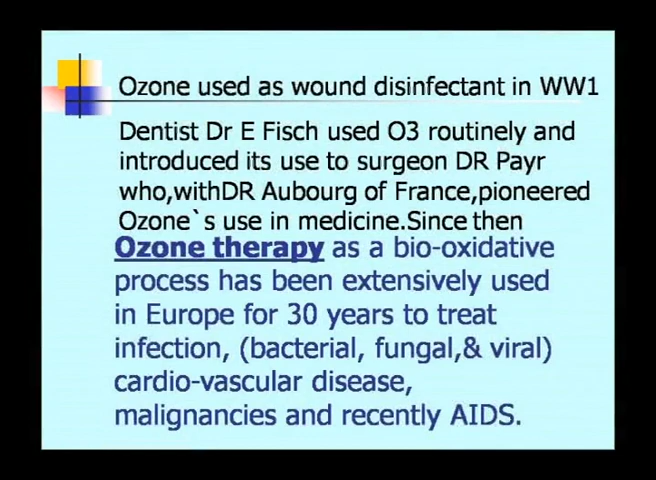 Ozone used as wound disinfectant in WW1
Dentist Dr E Fisch used O3 routinely and
introduced its use to surgeon DR Payr
who,withDR Aubourg of France,pioneered
Ozone`s use in medicine.Since then
Ozone therapy as a bio-oxidative
process has been extensively used
in Europe for 30 years to treat
infection, (bacterial, fungal,& viral)
cardio-vascular disease,
malignancies and recently AIDS.